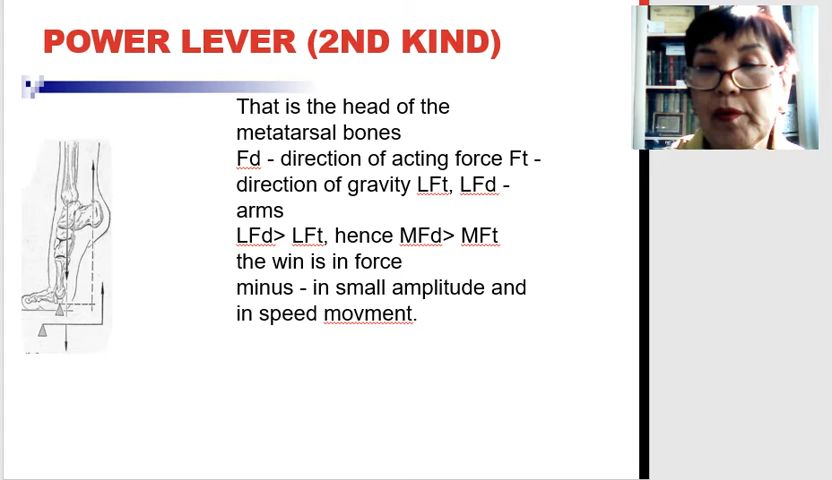 POWER LEVER (2ND KIND)
That is the head of the
metatarsal bones
Fd - direction of acting force Ft -
direction of gravity LFt, LFd -
arms
LFd> LFt, hence MFd> MFt
the win is in force
minus - in small amplitude and
in speed movment.